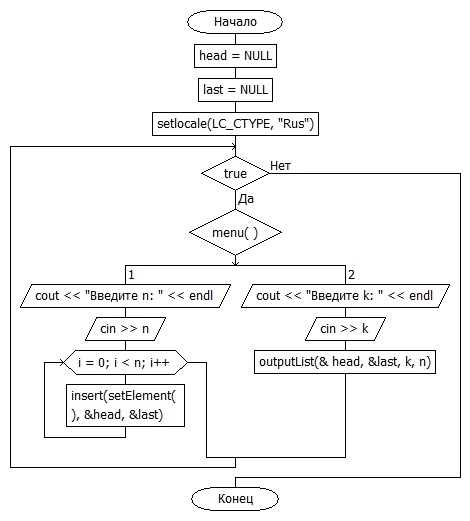 Начало
head = NULL
last = NULL
setlocale(LC_CTYPE, "Rus")
true
Нет
Да
menu( )
1
2
cout << "Введите n: " << endl
cout << "Введите k: " << endl
cin >> n
cin >> k
i = 0; i < n; i++
outputList(& head, &last, k, n)
insert(setElement(
), &head, &last)
Конец